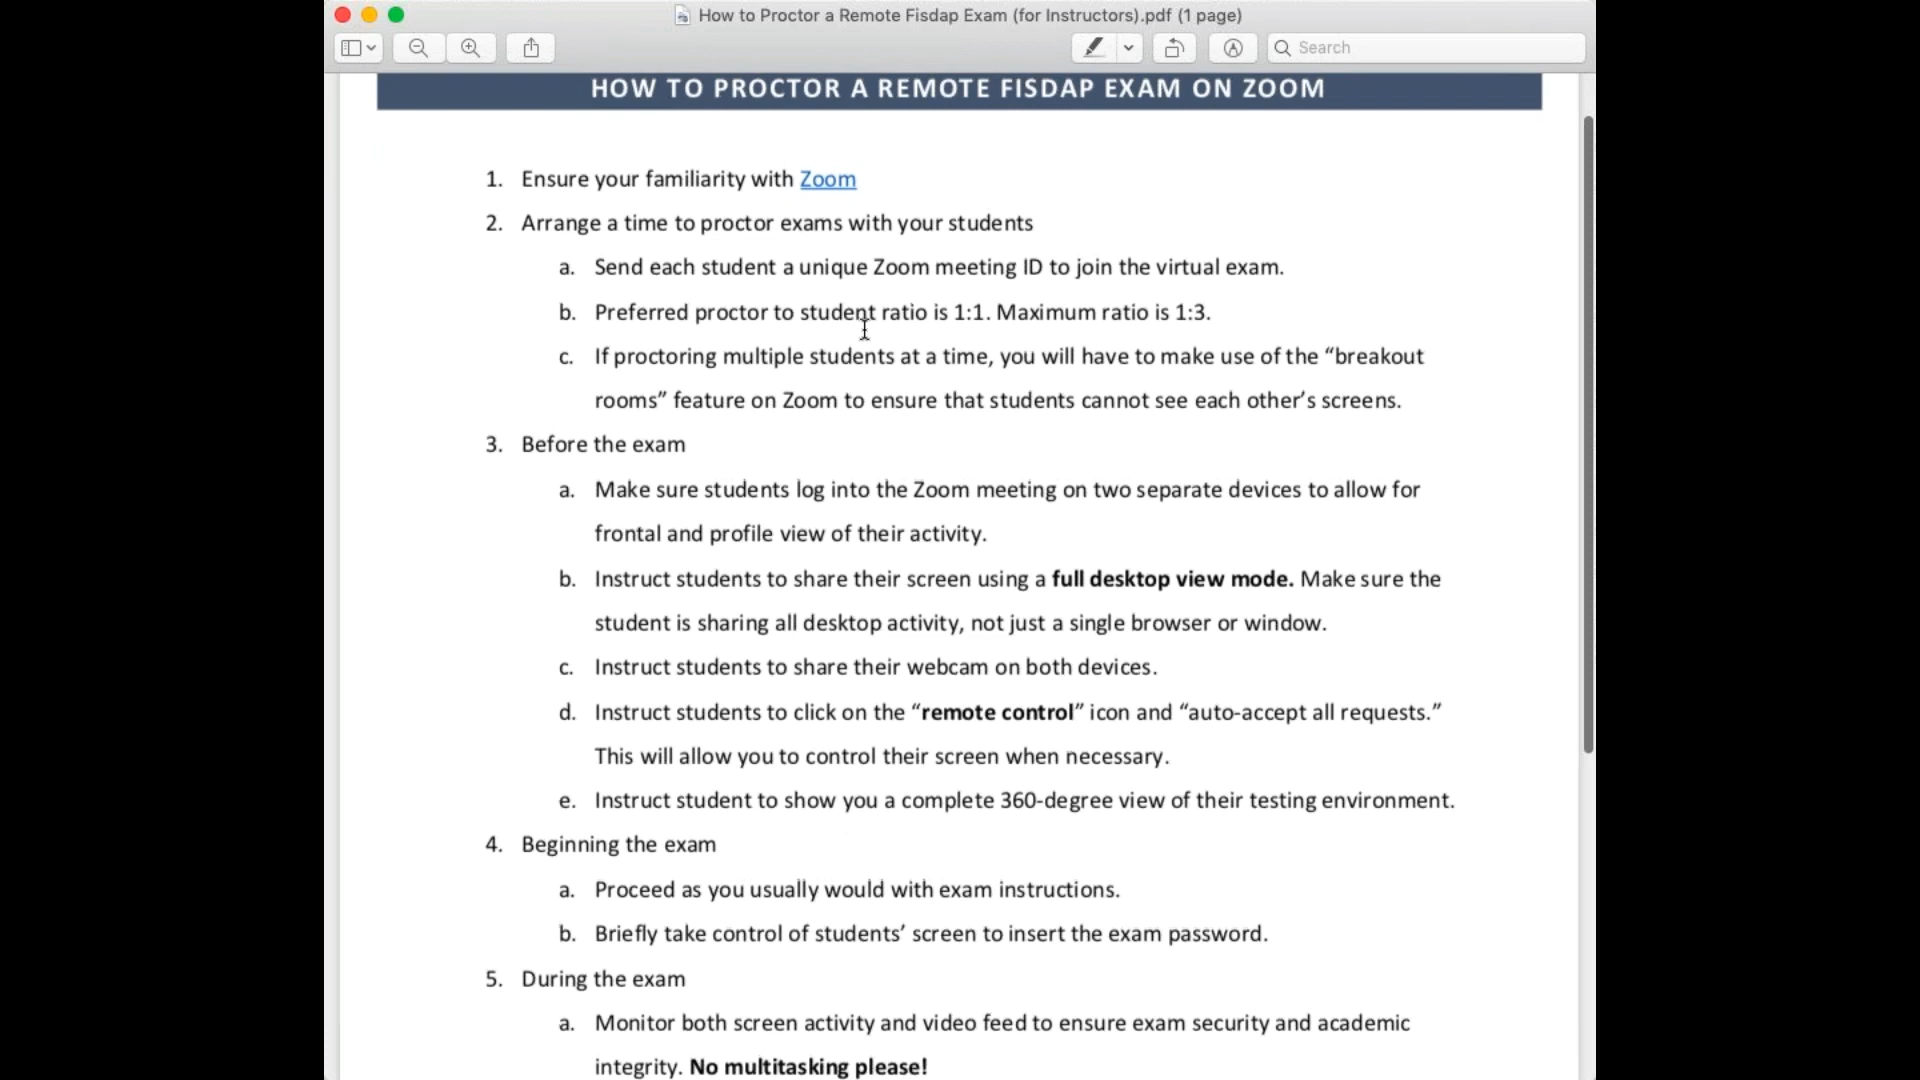 How to Proctor a Remote Fisdap Exam (for Instructors).pdf (1 page)
Search
HOW TO PROCTOR A REMOTE FISDAP EXAM ON ZOOM
1. Ensure your familiarity with Zoom
2. Arrange a time to proctor exams with your students
a. Send each student a unique Zoom meeting ID to join the virtual exam.
b. Preferred proctor to student ratio is 1:1. Maximum ratio is 1:3.
c. If proctoring multiple students at a time, you will have to make use of the “breakout
rooms” feature on Zoom to ensure that students cannot see each other’s screens.
3. Before the exam
a. Make sure students log into the Zoom meeting on two separate devices to allow for
frontal and profile view of their activity.
b. Instruct students to share their screen using a full desktop view mode. Make sure the
student is sharing all desktop activity, not just a single browser or window.
c. Instruct students to share their webcam on both devices.
d. Instruct students to click on the “remote control” icon and “auto-accept all requests.”
This will allow you to control their screen when necessary.
e. Instruct student to show you a complete 360-degree view of their testing environment.
4. Beginning the exam
a. Proceed as you usually would with exam instructions.
b. Briefly take control of students’ screen to insert the exam password.
5. During the exam
a. Monitor both screen activity and video feed to ensure exam security and academic
integrity. No multitasking please!